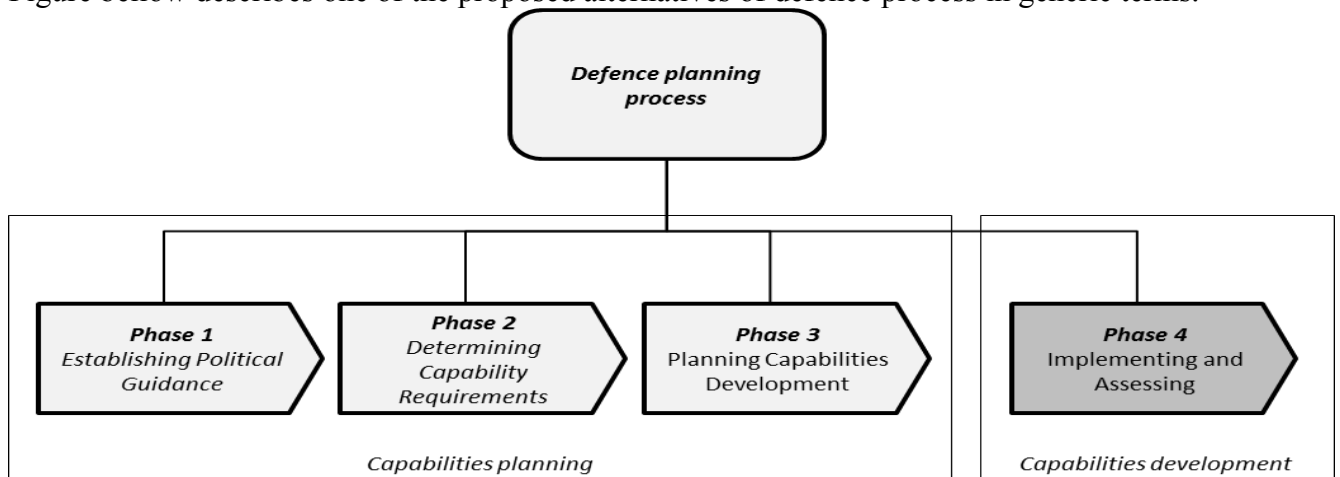 Figure bellow describes one of the proposed alternatives of defence process in generic terms.
Defence planning
process
Phase 1
Establishing Political
Guidance
Phase 2
Determining
Capability
Requirements
Phase 3
Planning Capabilities
Development
Phase 4
Implementing and
Assessing
Capabilities planning
Capabilities development